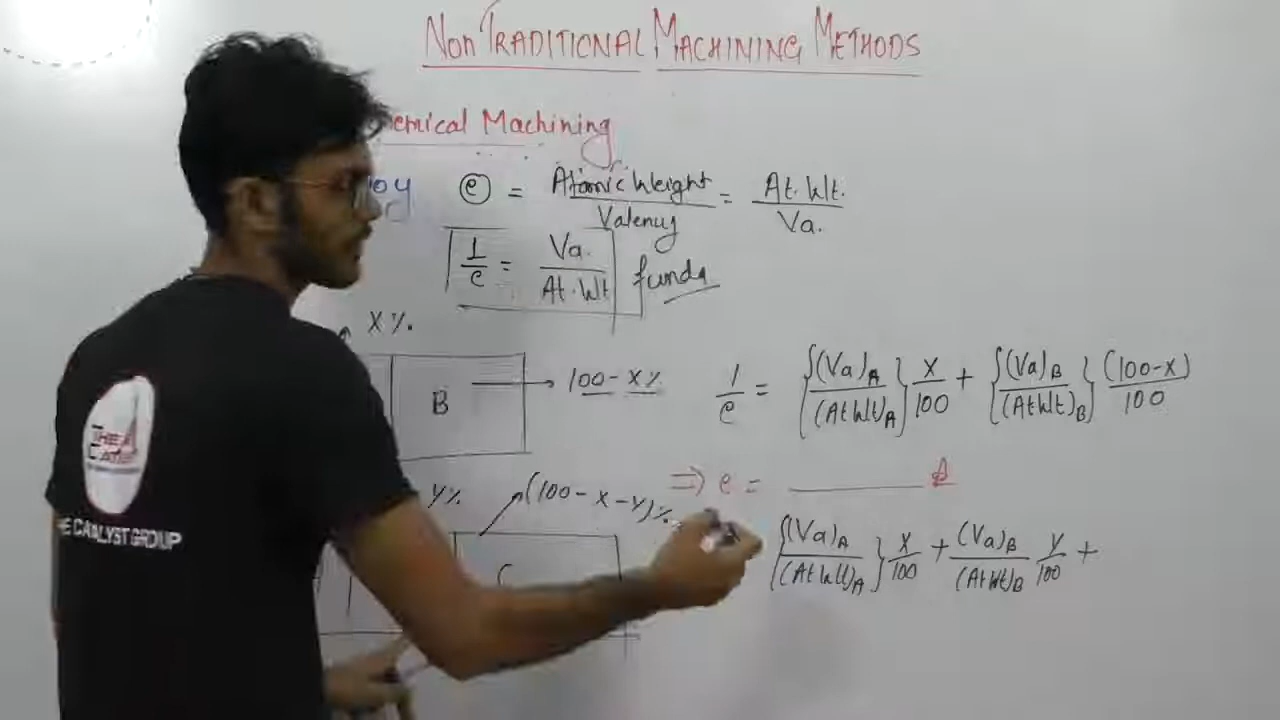 NON TRADITIONAL MACHINING METHODS
emical Machining
oy ⓔ = Atomic Weight / Valency = At. Wt. / Va.
1/e = Va. / At. Wt funda
X %
B 100 - X %
1/e = {(Va)A / (At Wt)A} X/100 + {(Va)B / (At Wt)B} (100-X)/100
⇒ e =
Y % (100 - X - Y) %
C
{(Va)A / (At Wt)A} X/100 + (Va)B / (At Wt)B Y/100 +
THE
THE CATALYST GROUP